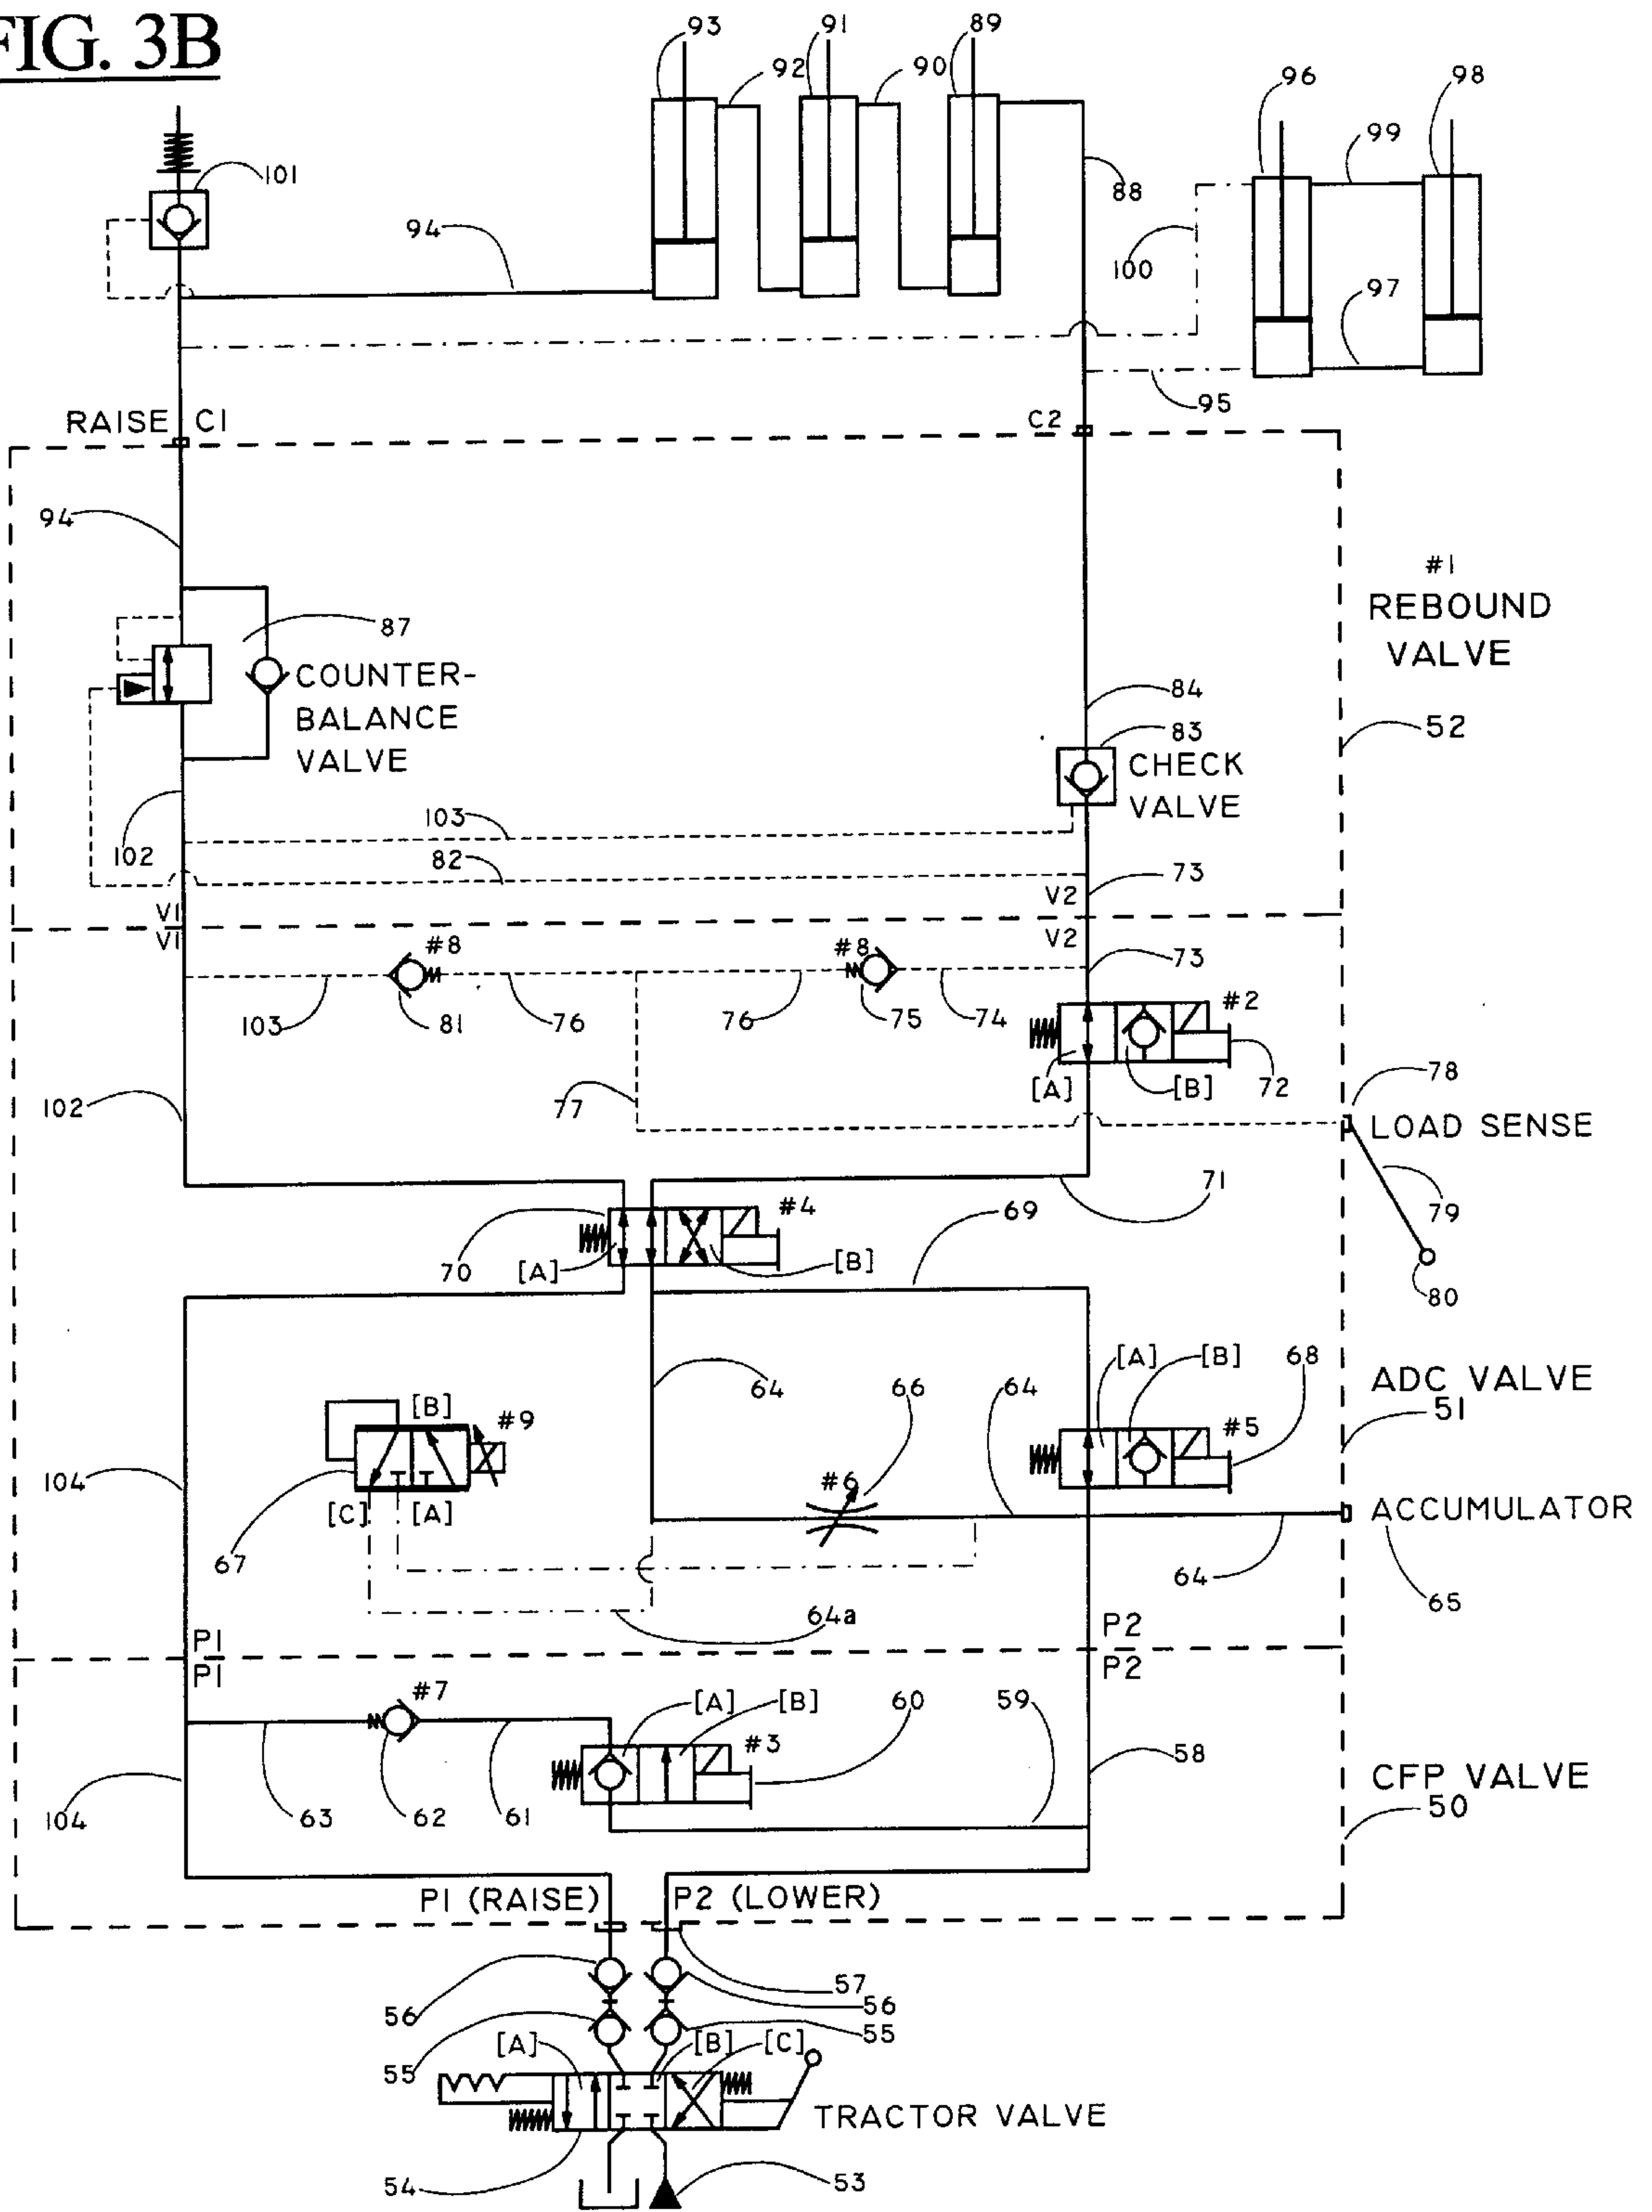 FIG. 3B
93 91 89
92 90 96 98
101 99
88
94 100 97
95
RAISE C1 C2
94 #1
REBOUND
VALVE
87
COUNTER-
BALANCE
VALVE
84
83
CHECK
VALVE
52
103
102
82
73
V1 V2
V1 V2
#8 #8
73
103 81 76 76 75 74
#2
[A] [B] 72
78
LOAD SENSE
102 77
79
71
#4
69
70 [A] [B]
80
[A] [B] 68
64 66 64
ADC VALVE
51
[B] #9
#5
104
#6
[C] [A]
ACCUMULATOR
67
64
65
64a
P1 P2
P1 P2
#7 [A] [B] 60 59
#3
58
CFP VALVE
50
104 63 62 61
P1 (RAISE) P2 (LOWER)
57
56 56
55
[A] [B] [C]
55
TRACTOR VALVE
54 53